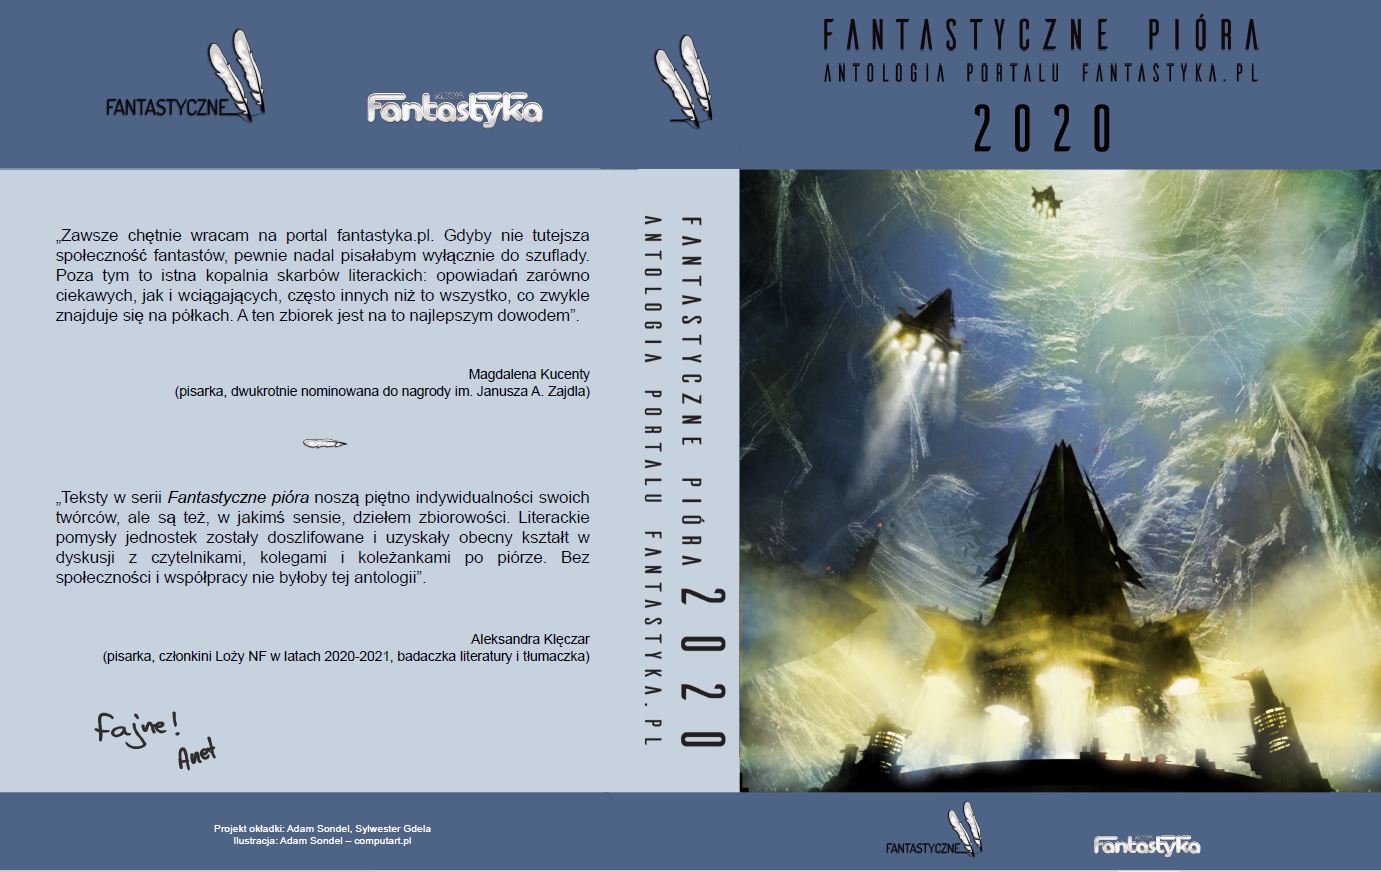 FANTASTYCZNE
Fantastyka
„Zawsze chętnie wracam na portal fantastyka.pl. Gdyby nie tutejsza
społeczność fantastów, pewnie nadal pisałabym wyłącznie do szuflady.
Poza tym to istna kopalnia skarbów literackich: opowiadań zarówno
ciekawych, jak i wciągających, często innych niż to wszystko, co zwykle
znajduje się na półkach. A ten zbiorek jest na to najlepszym dowodem”.
Magdalena Kucenty
(pisarka, dwukrotnie nominowana do nagrody im. Janusza A. Zajdla)
„Teksty w serii Fantastyczne pióra noszą piętno indywidualności swoich
twórców, ale są też, w jakimś sensie, dziełem zbiorowości. Literackie
pomysły jednostek zostały doszlifowane i uzyskały obecny kształt w
dyskusji z czytelnikami, kolegami i koleżankami po piórze. Bez
społeczności i współpracy nie byłoby tej antologii”.
Aleksandra Klęczar
(pisarka, członkini Loży NF w latach 2020-2021, badaczka literatury i tłumaczka)
fajne!
Anet
Projekt okładki: Adam Sondel, Sylwester Gdela
Ilustracja: Adam Sondel – computart.pl
FANTASTYCZNE PIÓRA 2020
ANTOLOGIA PORTALU FANTASTYKA.PL
FANTASTYCZNE PIÓRA
ANTOLOGIA PORTALU FANTASTYKA.PL
2020
FANTASTYCZNE
Fantastyka